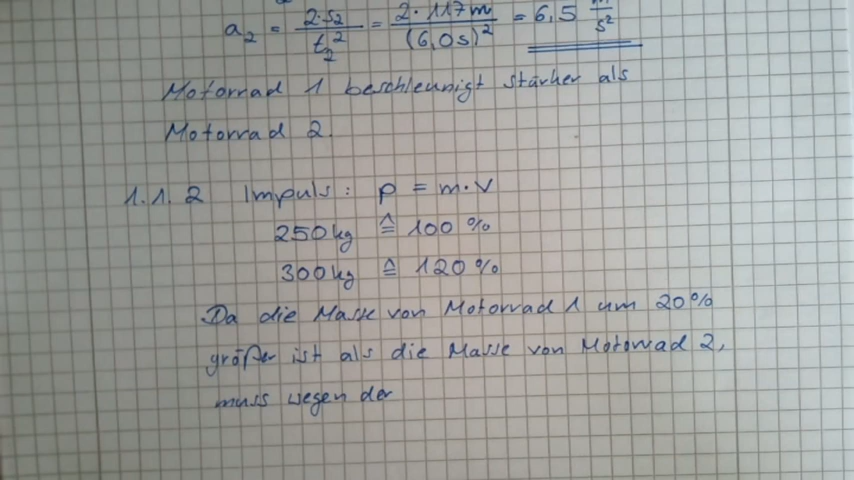 a₂ = 2·s₂ / t₂² = 2·117m / (6,0s)² = 6,5 m/s²
Motorrad 1 beschleunigt stärker als
Motorrad 2.
1.1.2 Impuls: p = m·v
250kg ≙ 100 %
300kg ≙ 120 %
Da die Masse von Motorrad 1 um 20%
größer ist als die Masse von Motorrad 2,
muss wegen der